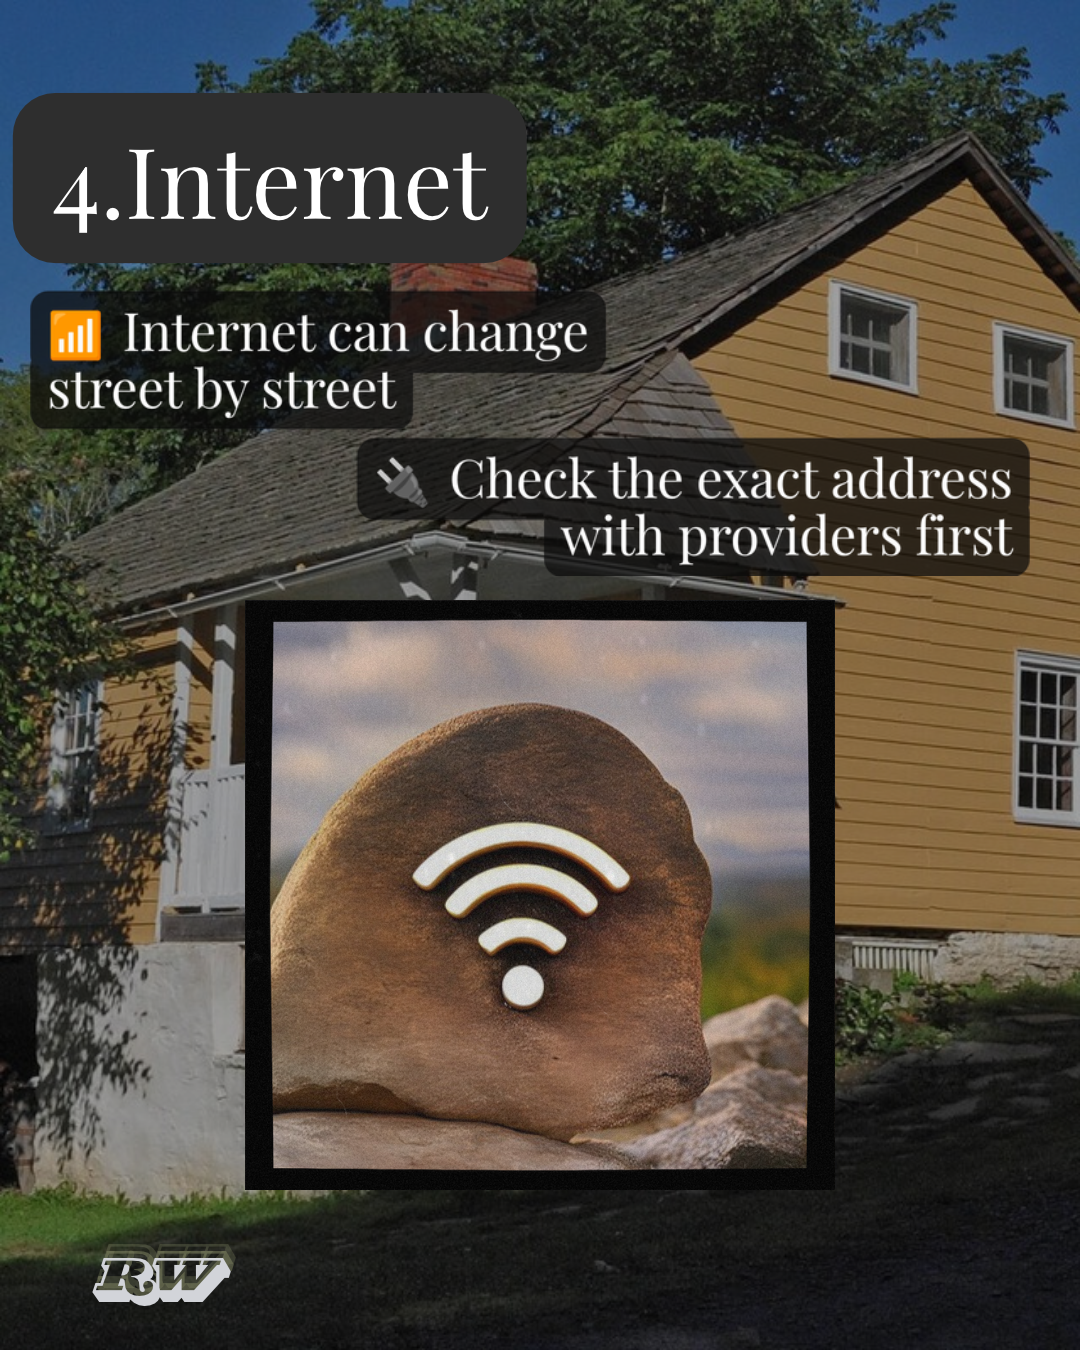 4.Internet
📶 Internet can change
street by street
🔌 Check the exact address
with providers first
RW